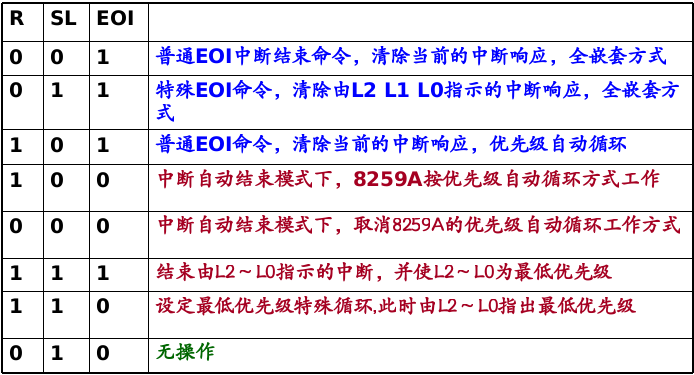 R SL EOI
0 0 1 普通EOI中断结束命令，清除当前的中断响应，全嵌套方式
0 1 1 特殊EOI命令，清除由L2 L1 L0指示的中断响应，全嵌套方
式
1 0 1 普通EOI命令，清除当前的中断响应，优先级自动循环
1 0 0 中断自动结束模式下，8259A按优先级自动循环方式工作
0 0 0 中断自动结束模式下，取消8259A的优先级自动循环工作方式
1 1 1 结束由L2～L0指示的中断，并使L2～L0为最低优先级
1 1 0 设定最低优先级特殊循环,此时由L2～L0指出最低优先级
0 1 0 无操作